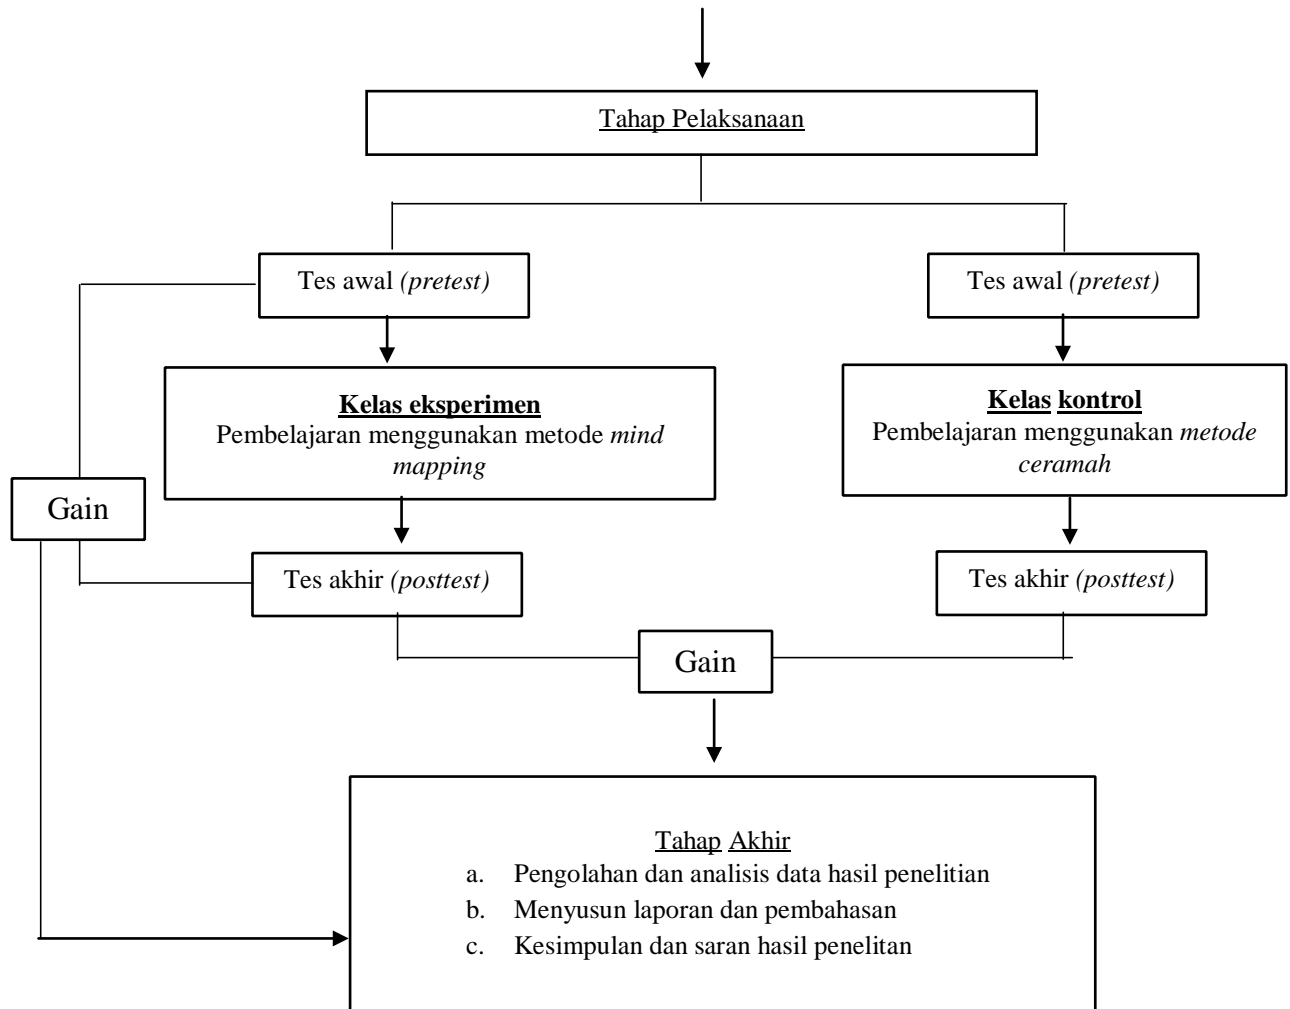 Tahap Pelaksanaan
Tes awal (pretest)
Tes awal (pretest)
Kelas eksperimen
Pembelajaran menggunakan metode mind
mapping
Kelas kontrol
Pembelajaran menggunakan metode
ceramah
Gain
Tes akhir (posttest)
Tes akhir (posttest)
Gain
Tahap Akhir
a. Pengolahan dan analisis data hasil penelitian
b. Menyusun laporan dan pembahasan
c. Kesimpulan dan saran hasil penelitan